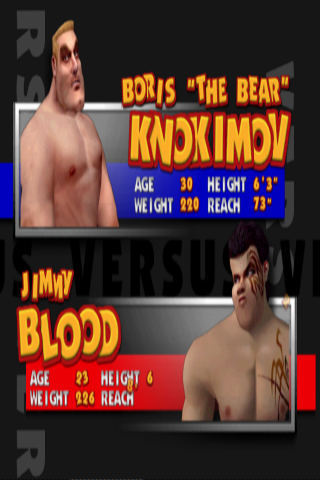 BORIS "THE BEAR"
KNOKIMOV
AGE 30 HEIGHT 6'3"
WEIGHT 220 REACH 73"
VERSUS
JIMMY
BLOOD
AGE 23 HEIGHT 6
WEIGHT 226 REACH